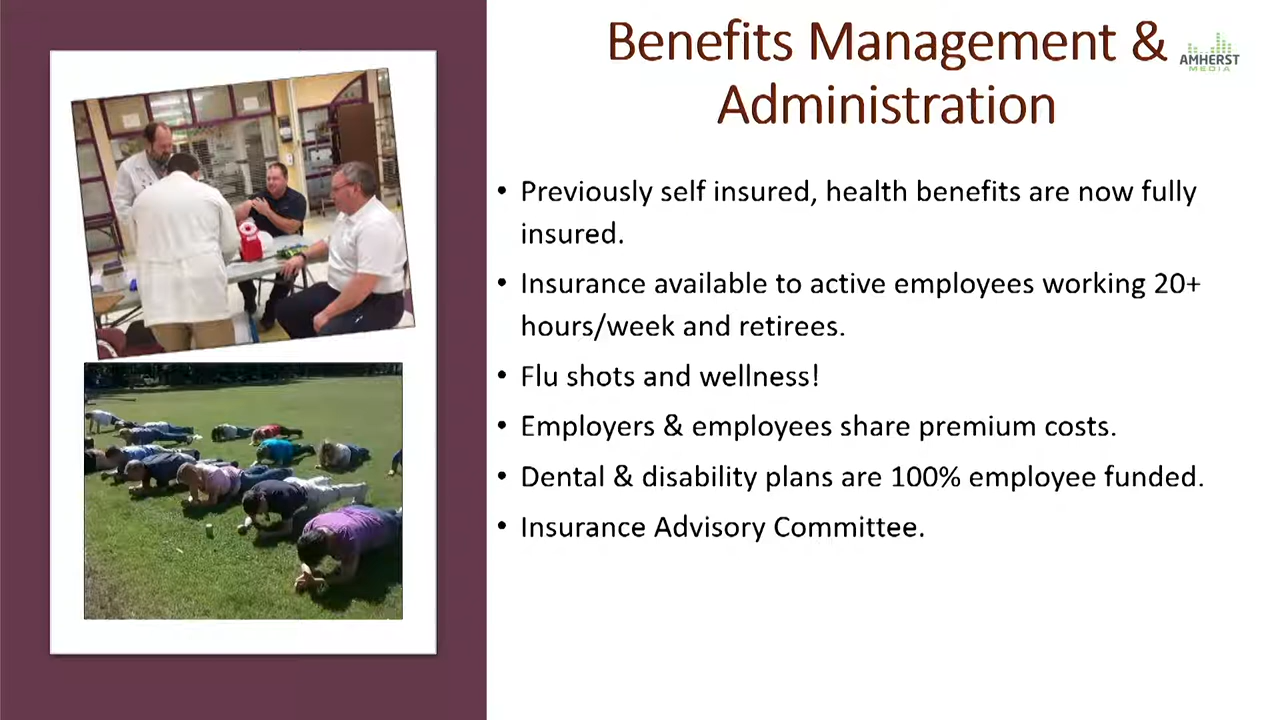 Benefits Management &
Administration
AMHERST
MEDIA
• Previously self insured, health benefits are now fully
insured.
• Insurance available to active employees working 20+
hours/week and retirees.
• Flu shots and wellness!
• Employers & employees share premium costs.
• Dental & disability plans are 100% employee funded.
• Insurance Advisory Committee.